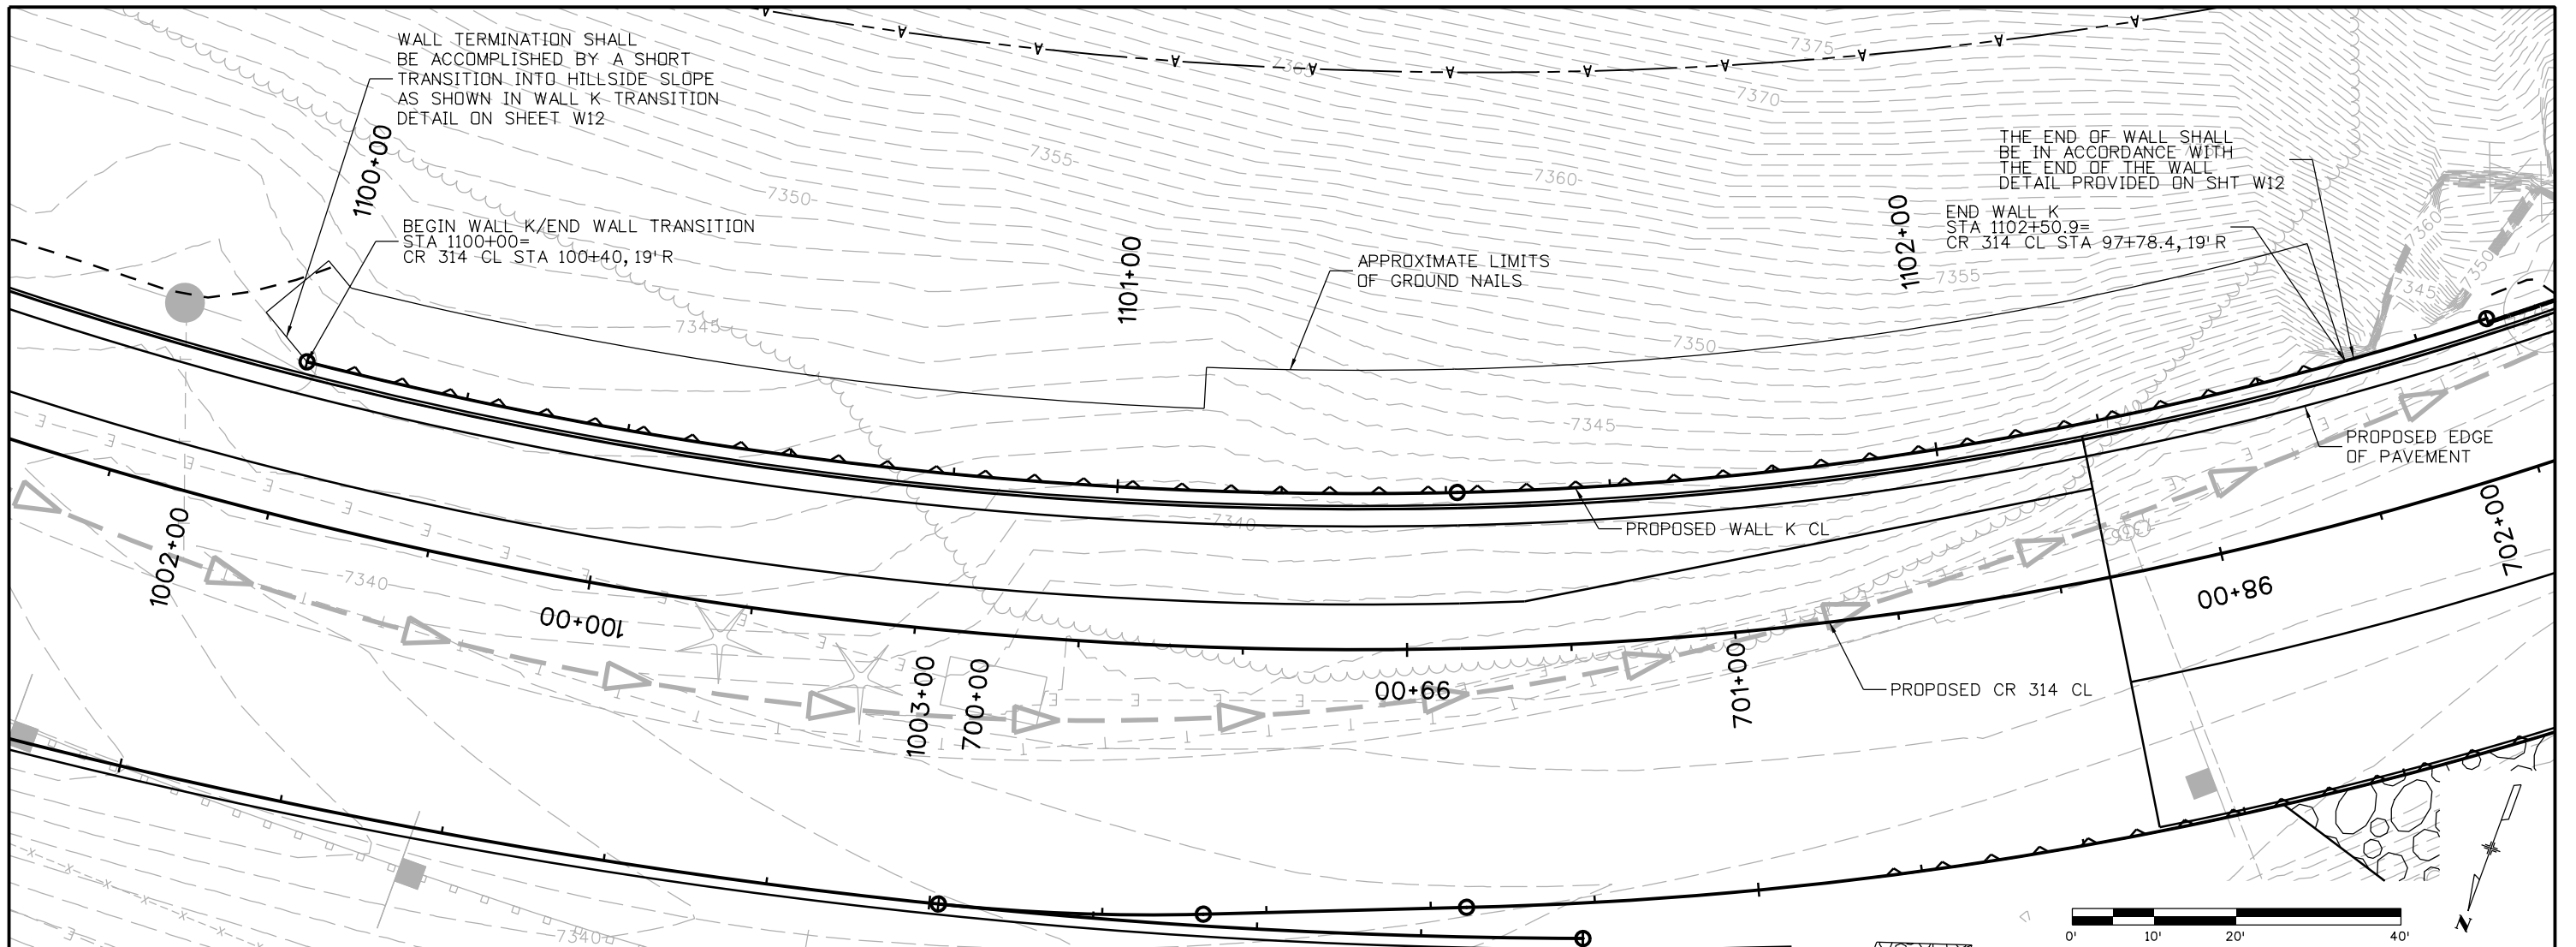 WALL TERMINATION SHALL
BE ACCOMPLISHED BY A SHORT
TRANSITION INTO HILLSIDE SLOPE
AS SHOWN IN WALL K TRANSITION
DETAIL ON SHEET W12
1100+00
BEGIN WALL K/END WALL TRANSITION
STA 1100+00=
CR 314 CL STA 100+40, 19' R
7375
7365
7370
7355
7350
7360
1101+00
APPROXIMATE LIMITS
OF GROUND NAILS
1102+00
THE END OF WALL SHALL
BE IN ACCORDANCE WITH
THE END OF THE WALL
DETAIL PROVIDED ON SHT W12
END WALL K
STA 1102+50.9=
CR 314 CL STA 97+78.4, 19' R
7355
7360
7350
7345
7345
7350
7345
7340
PROPOSED EDGE
OF PAVEMENT
7340
PROPOSED WALL K CL
1002+00
7340
100+00
1003+00
700+00
99+00
701+00
PROPOSED CR 314 CL
98+00
702+00
7340
N
0'
10'
20'
40'